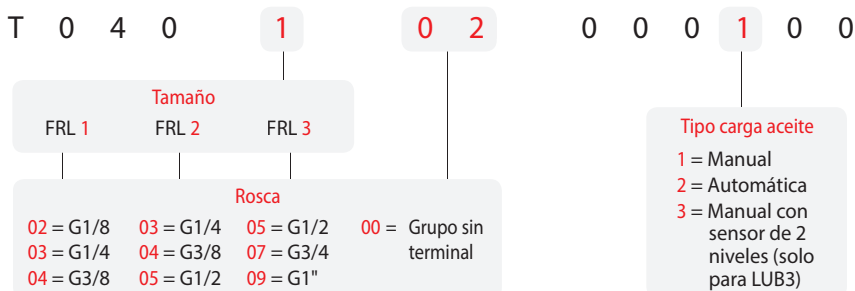 T 0 4 0 1 0 2 0 0 0 1 0 0
Tamaño
FRL 1 FRL 2 FRL 3
Rosca
02 = G1/8 03 = G1/4 05 = G1/2 00 = Grupo sin
03 = G1/4 04 = G3/8 07 = G3/4 terminal
04 = G3/8 05 = G1/2 09 = G1"
Tipo carga aceite
1 = Manual
2 = Automática
3 = Manual con
sensor de 2
niveles (solo
para LUB3)